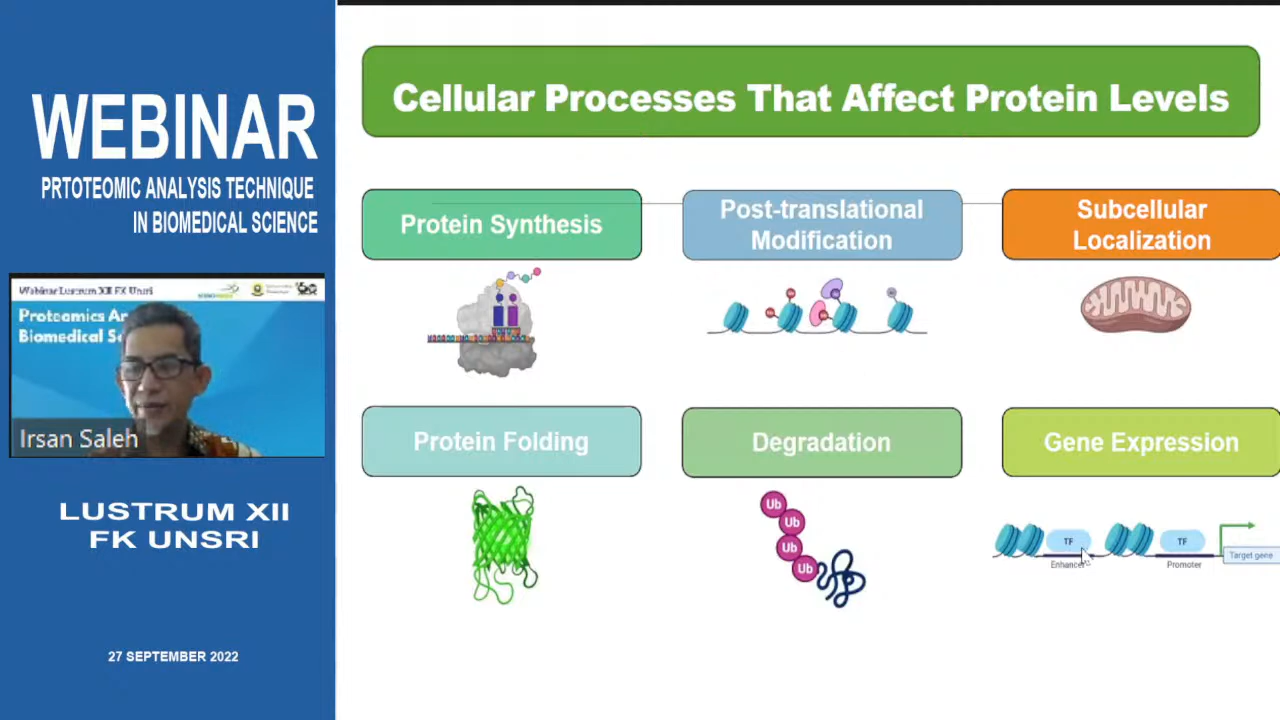 WEBINAR
PRTOTEOMIC ANALYSIS TECHNIQUE
IN BIOMEDICAL SCIENCE
Webinar Lustrum XII FK Unsri
Proteomics An
Biomedical Sc
Irsan Saleh
LUSTRUM XII
FK UNSRI
27 SEPTEMBER 2022
Cellular Processes That Affect Protein Levels
Protein Synthesis
Post-translational
Modification
Subcellular
Localization
Protein Folding
Degradation
Gene Expression
Ub
Ub
Ub
Ub
TF
TF
Enhancer
Promoter
Target gene